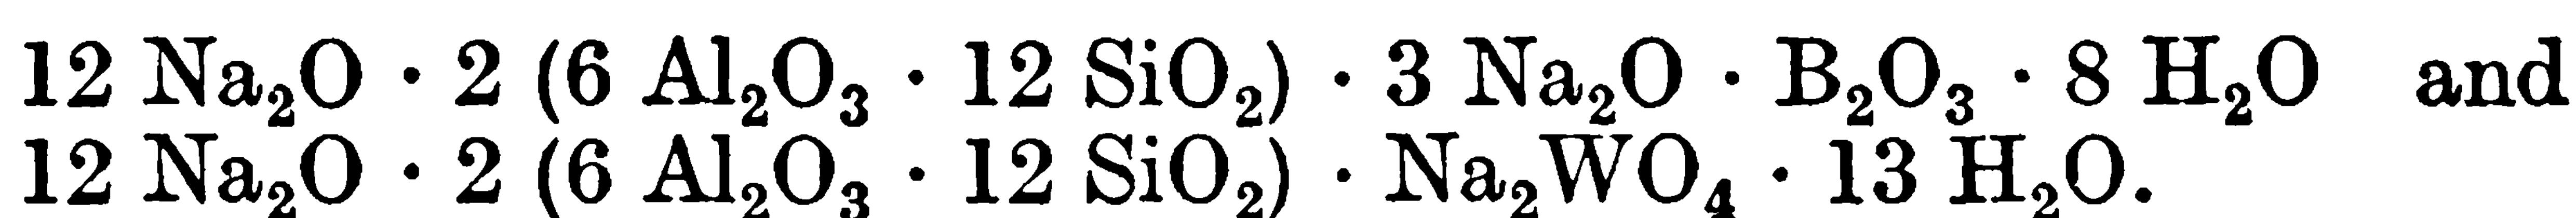 12 Na₂O · 2 (6 Al₂O₃ · 12 SiO₂) · 3 Na₂O · B₂O₃ · 8 H₂O and
12 Na₂O · 2 (6 Al₂O₃ · 12 SiO₂) · Na₂WO₄ · 13 H₂O.